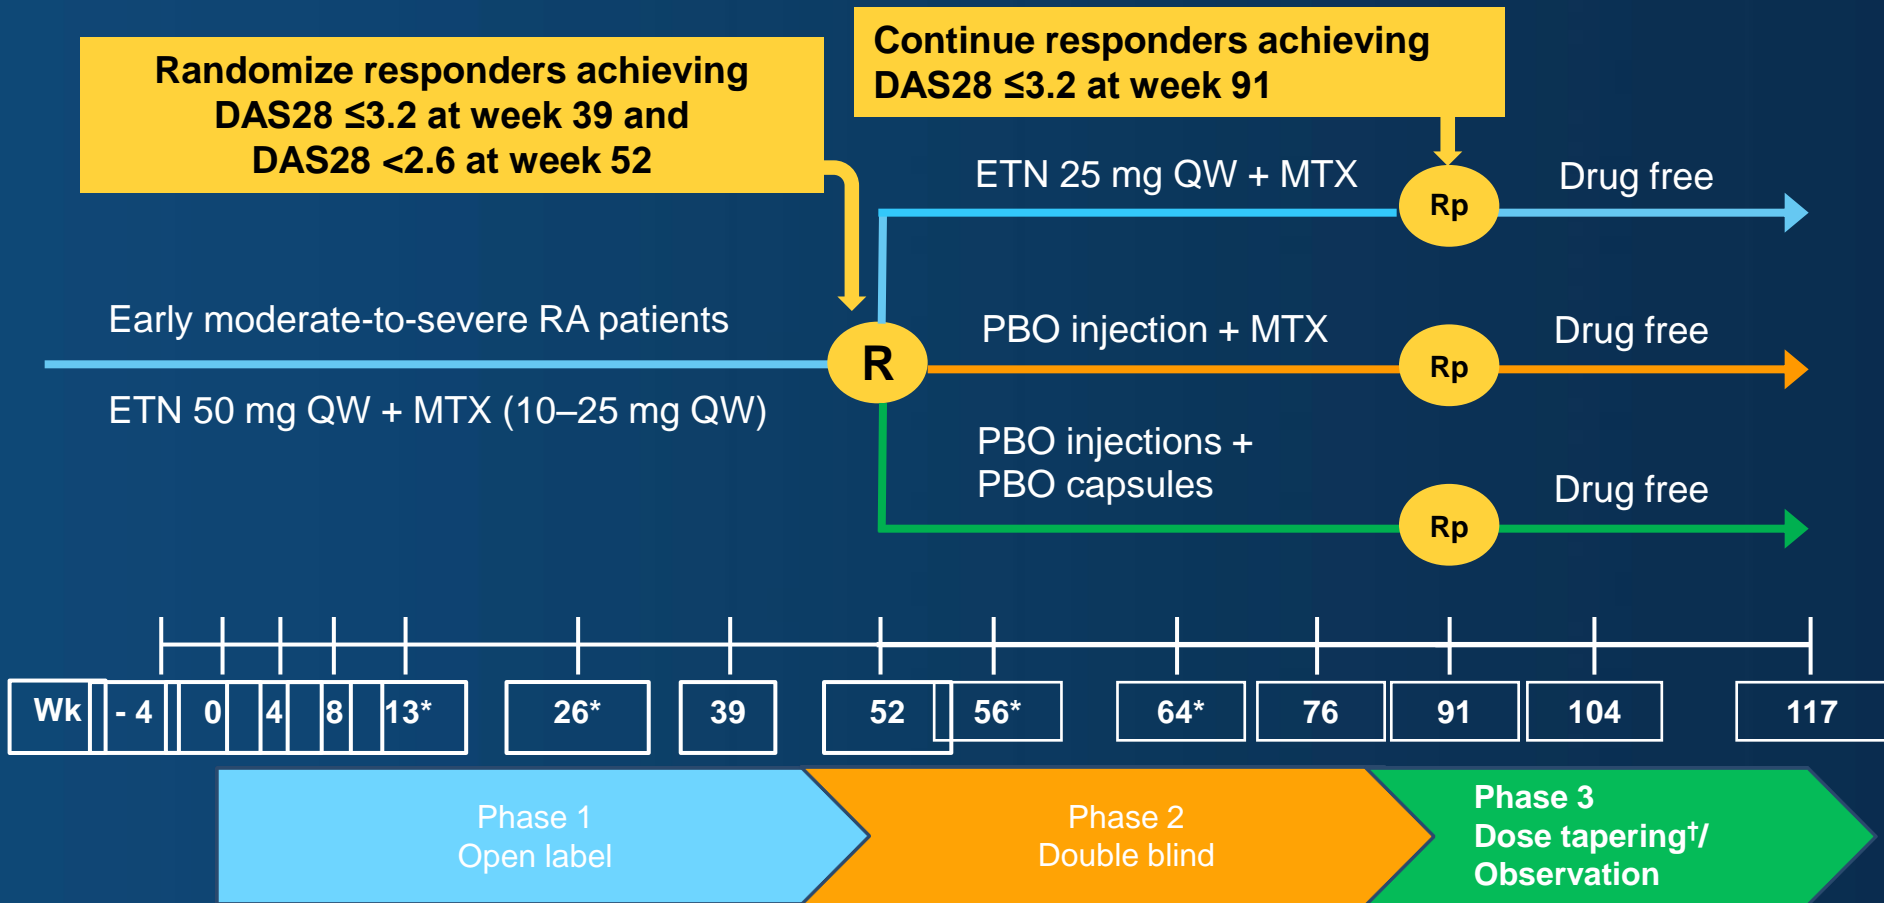 Randomize responders achieving
DAS28 ≤3.2 at week 39 and
DAS28 <2.6 at week 52
Continue responders achieving
DAS28 ≤3.2 at week 91
ETN 25 mg QW + MTX
Rp
Drug free
Early moderate-to-severe RA patients
ETN 50 mg QW + MTX (10–25 mg QW)
R
PBO injection + MTX
Rp
Drug free
PBO injections +
PBO capsules
Rp
Drug free
Wk - 4 0 4 8 13* 26* 39 52 56* 64* 76 91 104 117
Phase 1
Open label
Phase 2
Double blind
Phase 3
Dose tapering†/
Observation